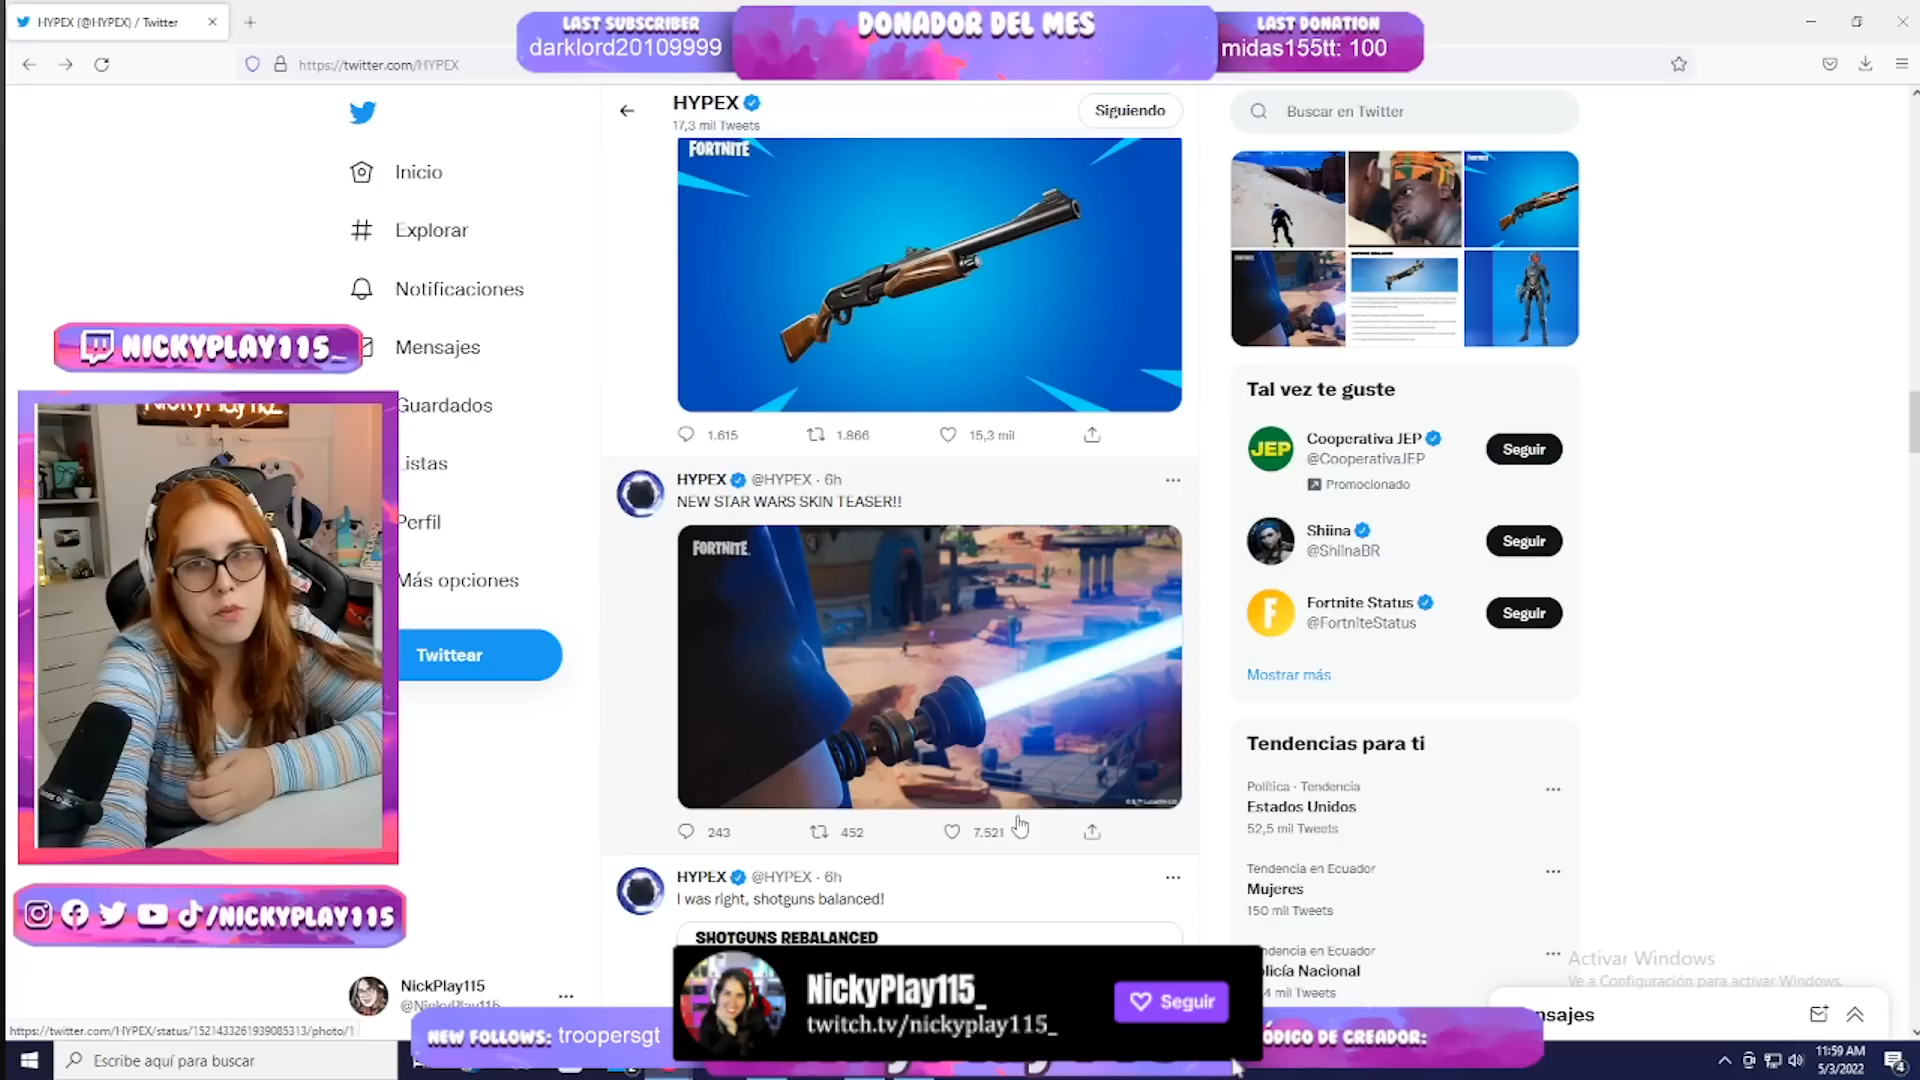 HYPEX (@HYPEX) / Twitter
LAST SUBSCRIBER
darklord20109999
DONADOR DEL MES
LAST DONATION
midas155tt: 100
https://twitter.com/HYPEX
HYPEX
17,3 mil Tweets
Siguiendo
Buscar en Twitter
Inicio
Explorar
Notificaciones
Mensajes
Guardados
Listas
Perfil
Más opciones
Twittear
NICKYPLAY115_
/NICKYPLAY115
NickPlay115
FORTNITE
1.615
1.866
15,3 mil
HYPEX @HYPEX · 6h
NEW STAR WARS SKIN TEASER!!
FORTNITE
243
452
7.521
HYPEX @HYPEX · 6h
I was right, shotguns balanced!
SHOTGUNS REBALANCED
Tal vez te guste
JEP
Cooperativa JEP
@CooperativaJEP
Promocionado
Seguir
Shiina
@ShiinaBR
Seguir
Fortnite Status
@FortniteStatus
Seguir
Mostrar más
Tendencias para ti
Política · Tendencia
Estados Unidos
52,5 mil Tweets
Tendencia en Ecuador
Mujeres
150 mil Tweets
ndencia en Ecuador
licía Nacional
4 mil Tweets
Activar Windows
Ve a Configuración para activar Windows.
nsajes
NickyPlay115_
twitch.tv/nickyplay115_
Seguir
https://twitter.com/HYPEX/status/1521433261939085313/photo/1
NEW FOLLOWS: troopersgt
ÓDIGO DE CREADOR:
Escribe aquí para buscar
11:59 AM
5/3/2022
4